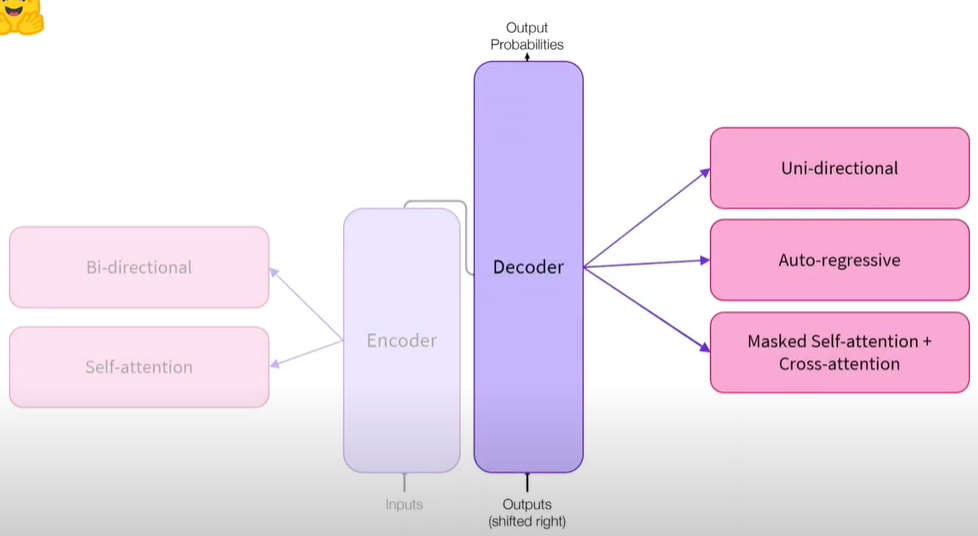 Output
Probabilities
Uni-directional
Bi-directional
Decoder
Auto-regressive
Encoder
Masked Self-attention +
Cross-attention
Self-attention
Inputs
Outputs
(shifted right)